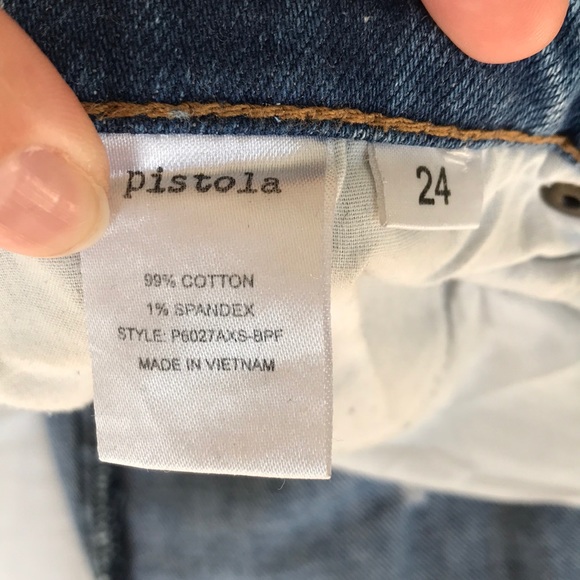 pistola
24
99% COTTON
1% SPANDEX
STYLE: P6027AXS-BPF
MADE IN VIETNAM